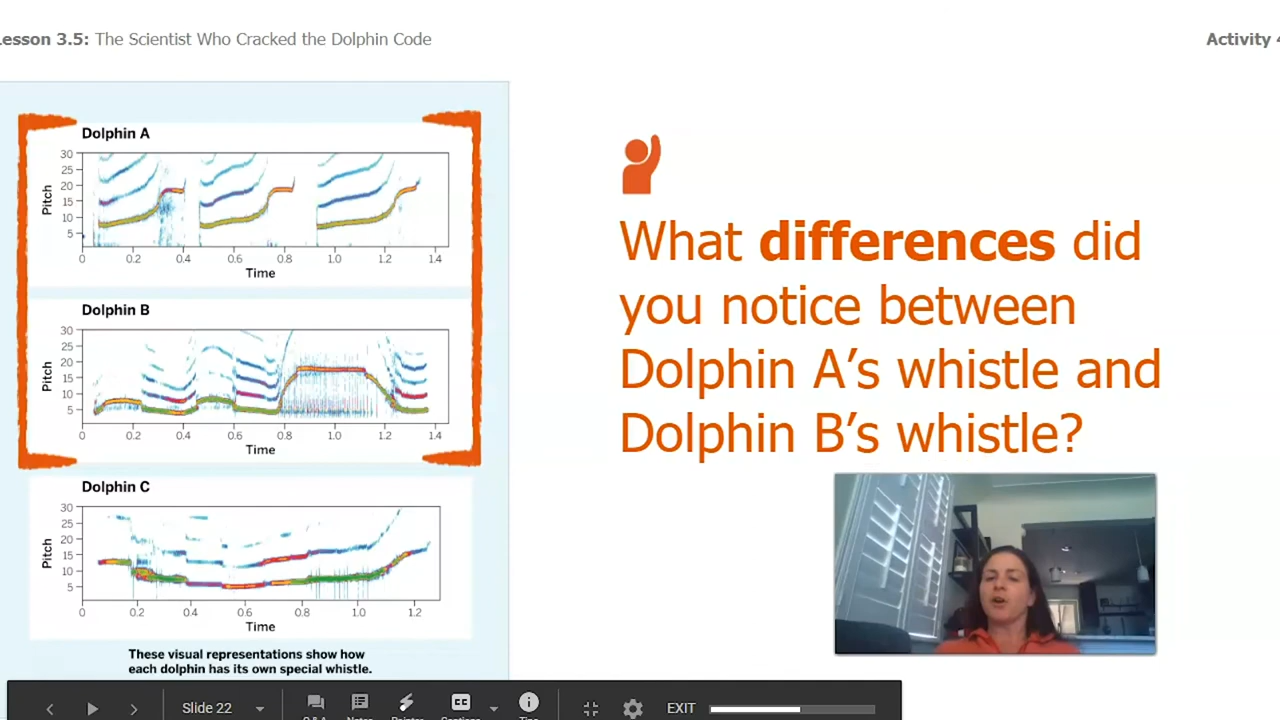 esson 3.5: The Scientist Who Cracked the Dolphin Code
Activity 4
Dolphin A
30
25
20
15
10
5
Pitch
0 0.2 0.4 0.6 0.8 1.0 1.2 1.4
Time
Dolphin B
30
25
20
15
10
5
Pitch
0 0.2 0.4 0.6 0.8 1.0 1.2 1.4
Time
Dolphin C
30
25
20
15
10
5
Pitch
0 0.2 0.4 0.6 0.8 1.0 1.2
Time
These visual representations show how
each dolphin has its own special whistle.
What differences did
you notice between
Dolphin A’s whistle and
Dolphin B’s whistle?
Slide 22
CC
EXIT